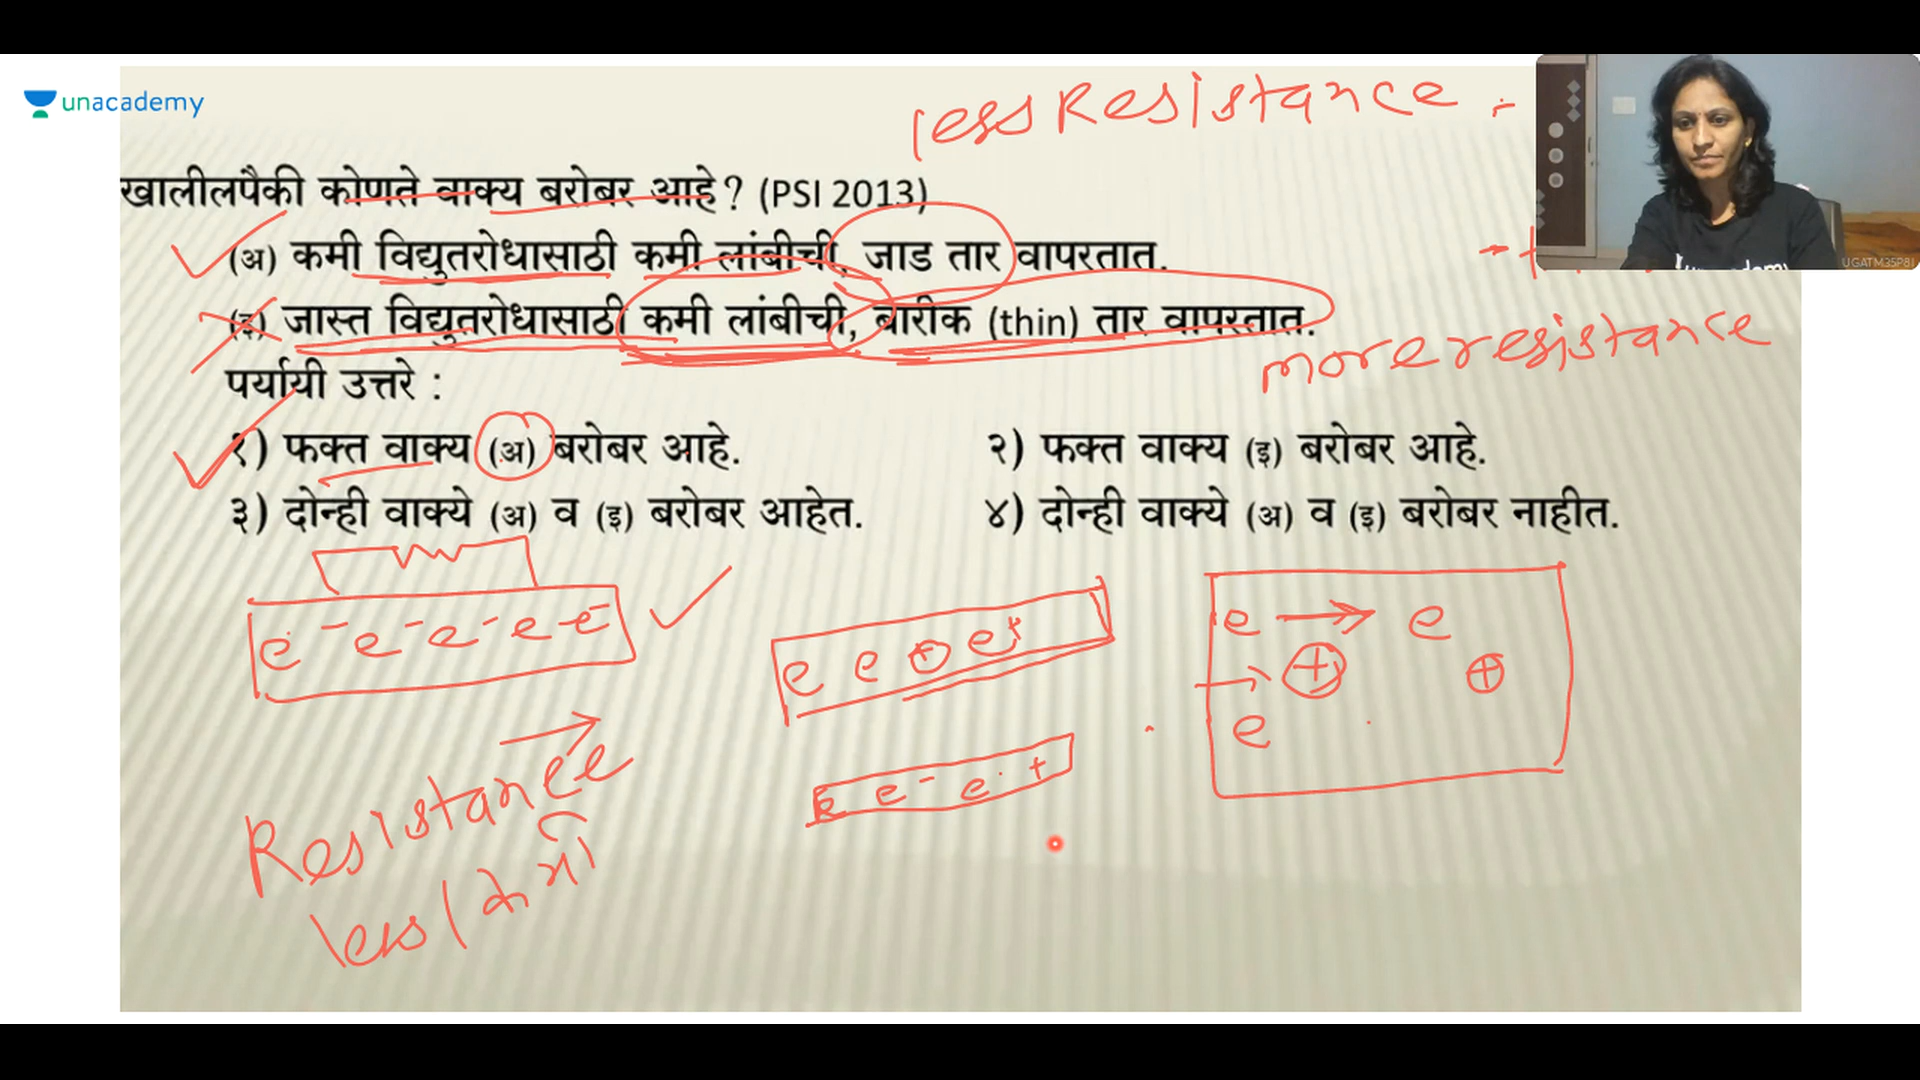 unacademy
less Resistance
खालीलपैकी कोणते वाक्य बरोबर आहे? (PSI 2013)
(अ) कमी विद्युतरोधासाठी कमी लांबीची, जाड तार वापरतात.
(इ) जास्त विद्युतरोधासाठी कमी लांबीची, बारीक (thin) तार वापरतात.
more resistance
पर्यायी उत्तरे :
१) फक्त वाक्य (अ) बरोबर आहे.
२) फक्त वाक्य (इ) बरोबर आहे.
३) दोन्ही वाक्ये (अ) व (इ) बरोबर आहेत.
४) दोन्ही वाक्ये (अ) व (इ) बरोबर नाहीत.
e⁻ e⁻ e⁻ e⁻ e⁻
e e + e +
e → e
+ +
e
e e⁻ e +
Resistance
less / कमी
UGATM35P8I